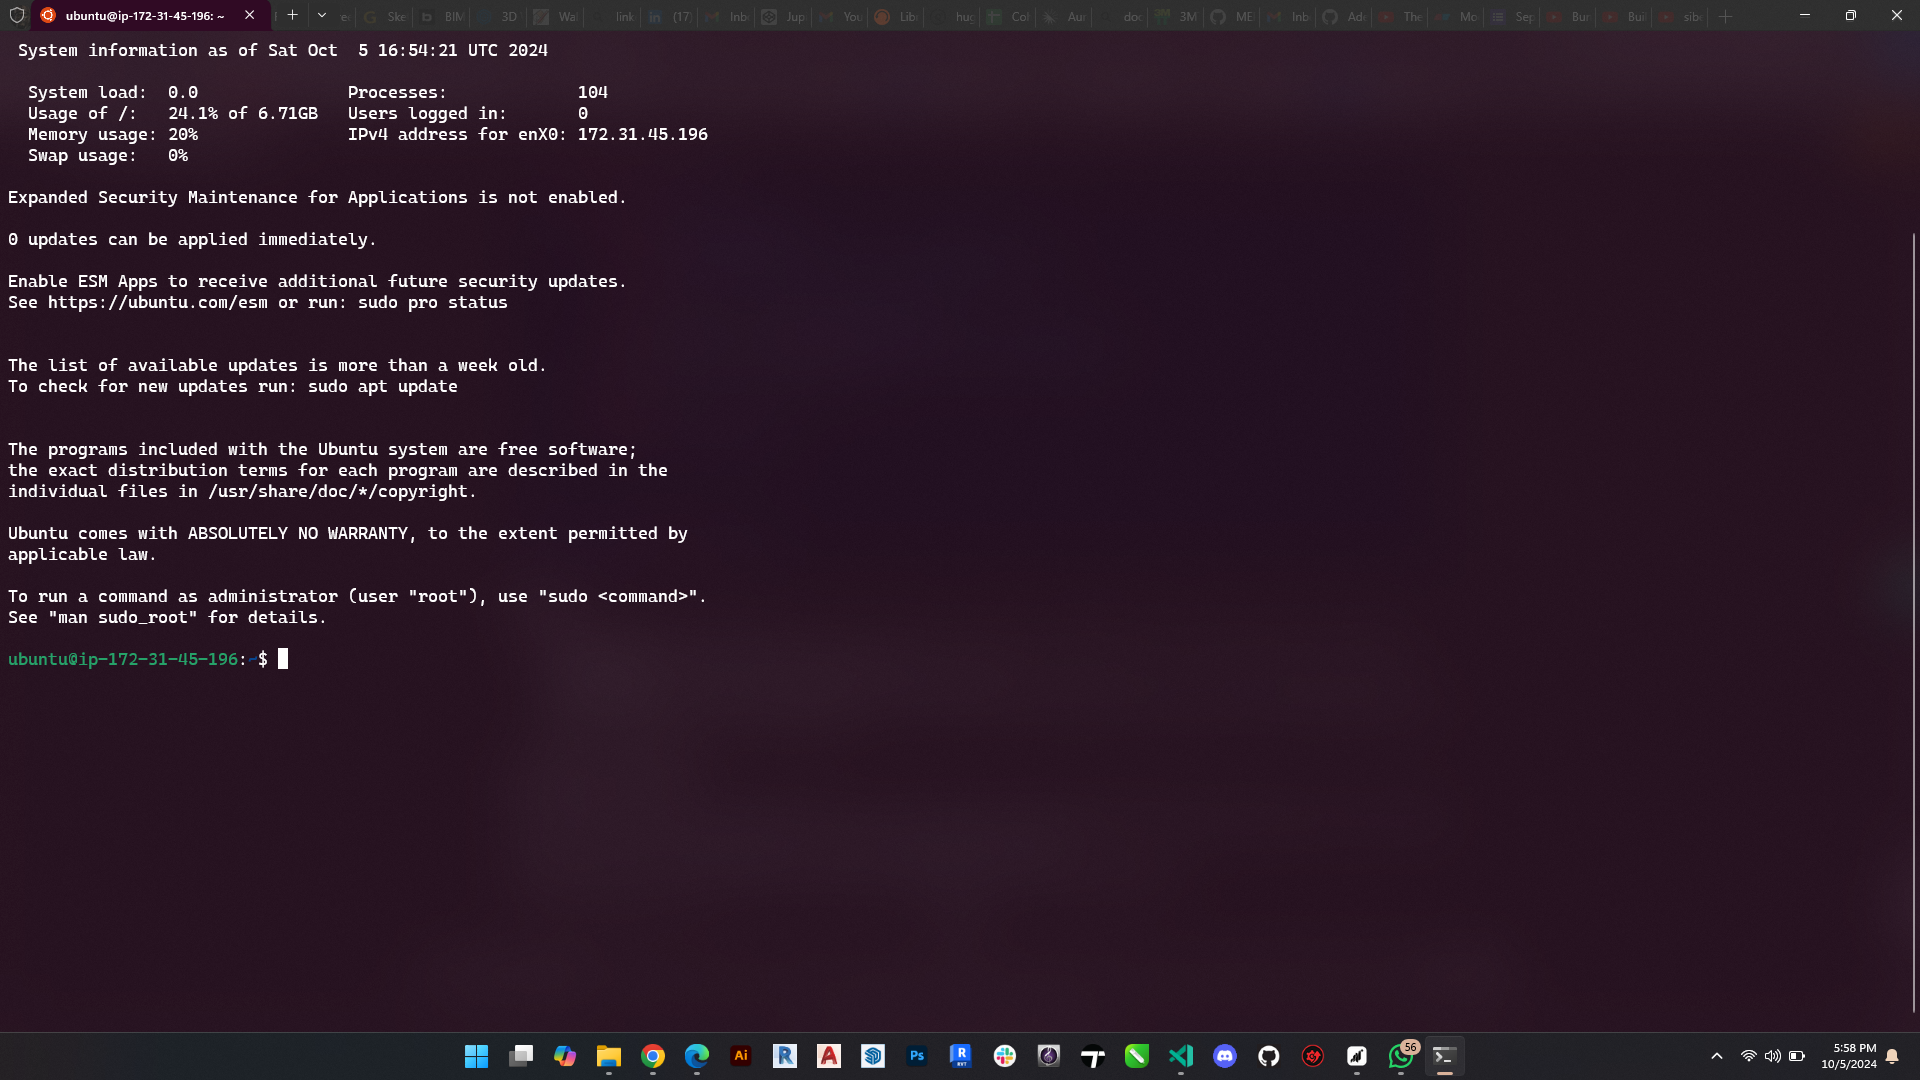 ubuntu@ip-172-31-45-196: ~
System information as of Sat Oct  5 16:54:21 UTC 2024
System load:  0.0               Processes:             104
Usage of /:   24.1% of 6.71GB   Users logged in:       0
Memory usage: 20%               IPv4 address for enX0: 172.31.45.196
Swap usage:   0%
Expanded Security Maintenance for Applications is not enabled.
0 updates can be applied immediately.
Enable ESM Apps to receive additional future security updates.
See https://ubuntu.com/esm or run: sudo pro status
The list of available updates is more than a week old.
To check for new updates run: sudo apt update
The programs included with the Ubuntu system are free software;
the exact distribution terms for each program are described in the
individual files in /usr/share/doc/*/copyright.
Ubuntu comes with ABSOLUTELY NO WARRANTY, to the extent permitted by
applicable law.
To run a command as administrator (user "root"), use "sudo <command>".
See "man sudo_root" for details.
ubuntu@ip-172-31-45-196:~$
Ai
Ps
56
5:58 PM
10/5/2024